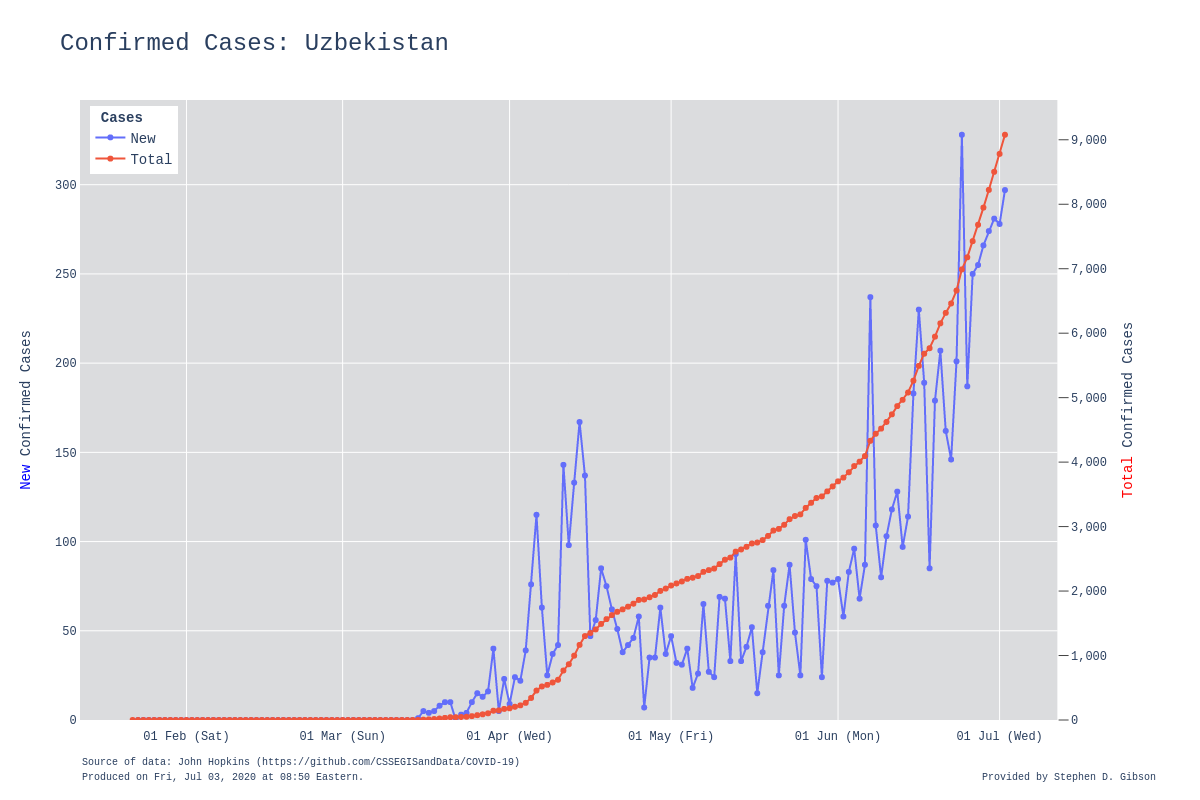 Confirmed Cases: Uzbekistan
Cases
New
Total
300
250
200
150
100
50
0
9,000
8,000
7,000
6,000
5,000
4,000
3,000
2,000
1,000
0
New Confirmed Cases
Total Confirmed Cases
01 Feb (Sat)
01 Mar (Sun)
01 Apr (Wed)
01 May (Fri)
01 Jun (Mon)
01 Jul (Wed)
Source of data: John Hopkins (https://github.com/CSSEGISandData/COVID-19)
Produced on Fri, Jul 03, 2020 at 08:50 Eastern.
Provided by Stephen D. Gibson